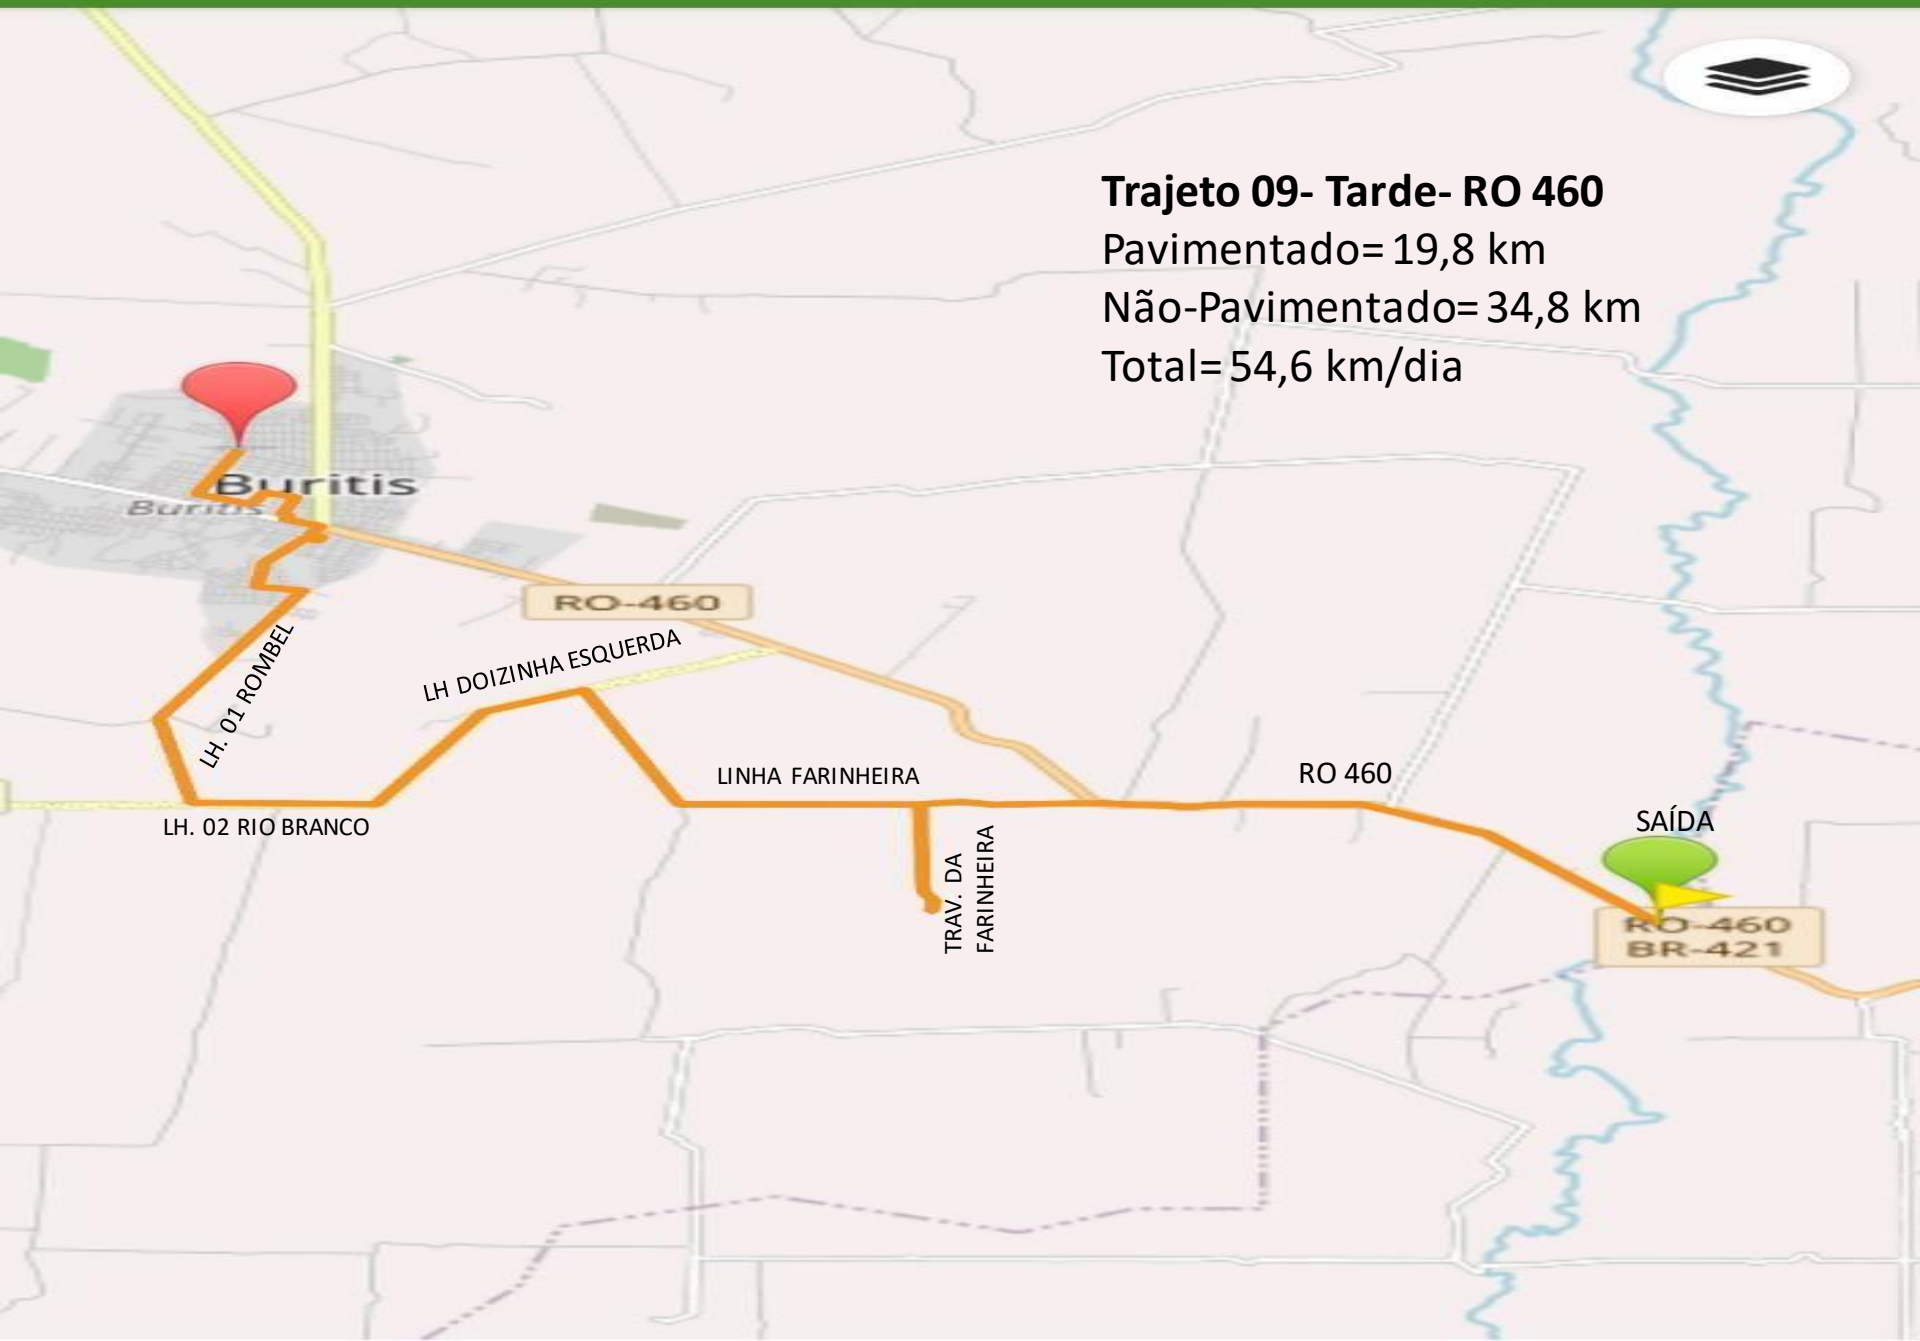 Trajeto 09- Tarde- RO 460
Pavimentado= 19,8 km
Não-Pavimentado= 34,8 km
Total= 54,6 km/dia
Buritis
Buritis
RO-460
LH. 01 ROMBEL
LH DOIZINHA ESQUERDA
LINHA FARINHEIRA
RO 460
LH. 02 RIO BRANCO
SAÍDA
TRAV. DA
FARINHEIRA
RO-460
BR-421